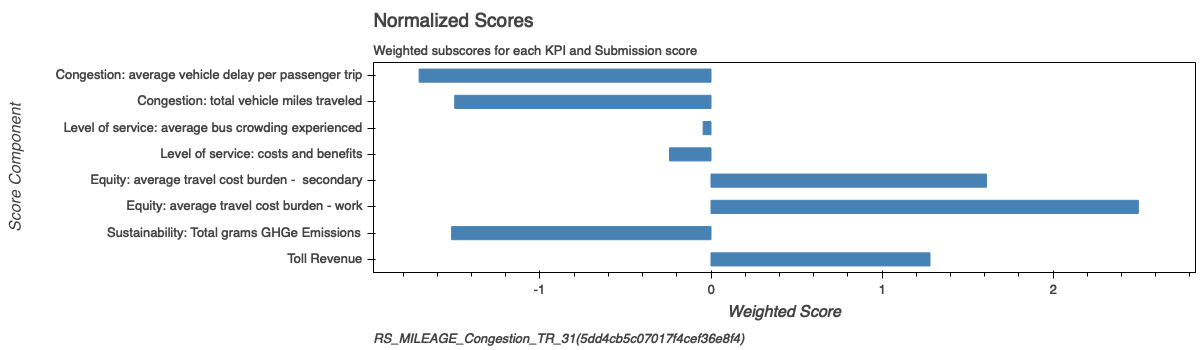 Normalized Scores
Weighted subscores for each KPI and Submission score
Score Component
Congestion: average vehicle delay per passenger trip
Congestion: total vehicle miles traveled
Level of service: average bus crowding experienced
Level of service: costs and benefits
Equity: average travel cost burden -  secondary
Equity: average travel cost burden - work
Sustainability: Total grams GHGe Emissions
Toll Revenue
-1 0 1 2
Weighted Score
RS_MILEAGE_Congestion_TR_31(5dd4cb5c07017f4cef36e8f4)